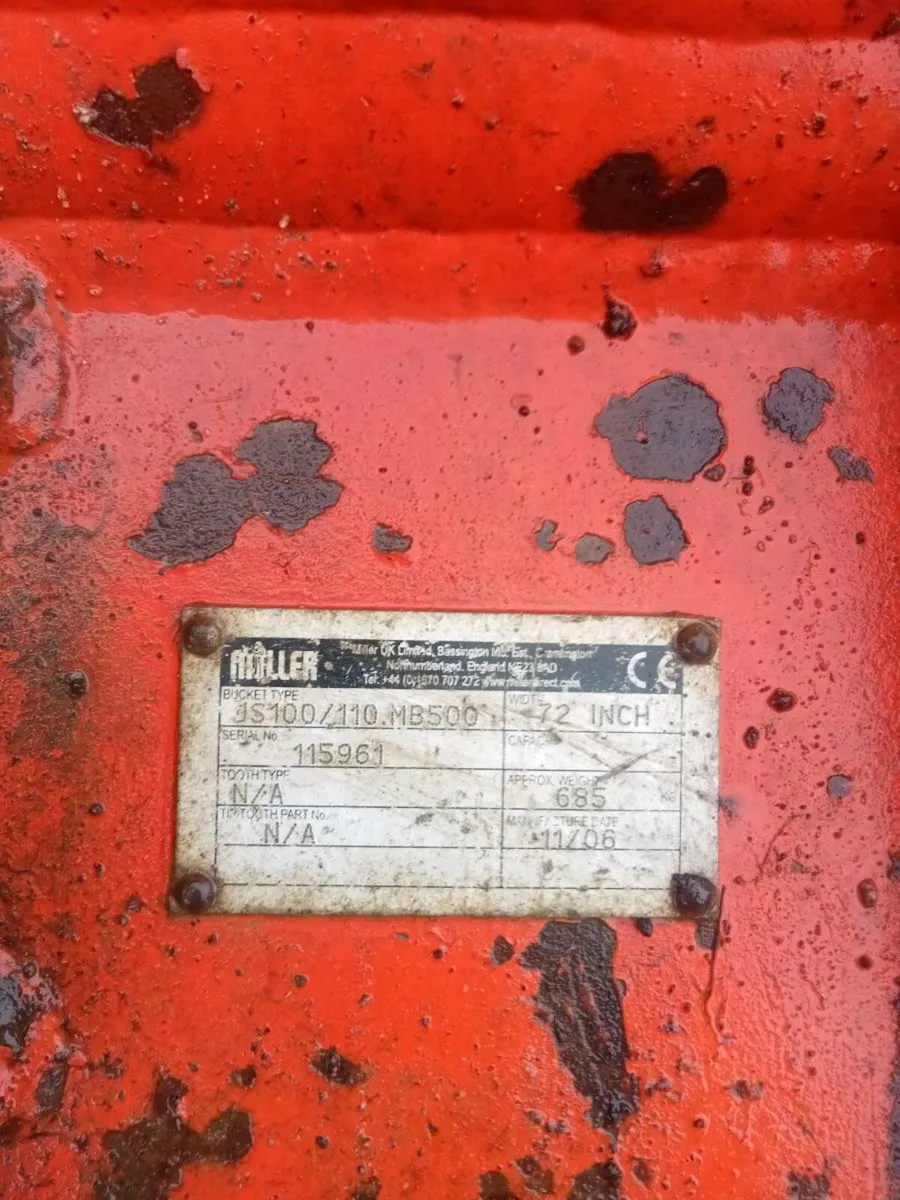 MILLER
Miller UK Limited, Bassington Ind. Est., Cramlington
Northumberland, England NE23 8AD
Tel: +44 (0)1670 707 272 www.millerdirect.com
CE
BUCKET TYPE
JS100/110.MB500
WIDTH
72 INCH
SERIAL No.
115961
TOOTH TYPE
N/A
APPROX. WEIGHT
685 KG
TIP/TOOTH PART No.
N/A
MANUFACTURE DATE
11/06